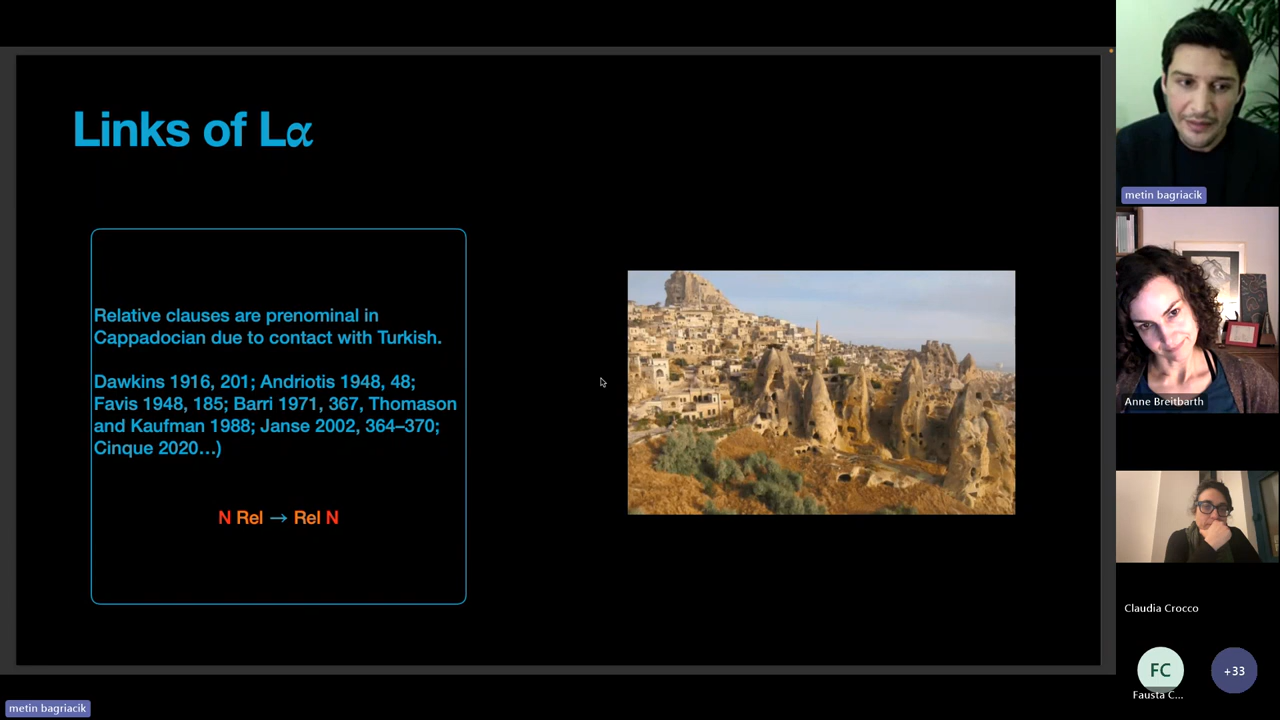 Links of Lα
Relative clauses are prenominal in
Cappadocian due to contact with Turkish.
Dawkins 1916, 201; Andriotis 1948, 48;
Favis 1948, 185; Barri 1971, 367, Thomason
and Kaufman 1988; Janse 2002, 364–370;
Cinque 2020…)
N Rel → Rel N
metin bagriacik
Anne Breitbarth
Claudia Crocco
FC
Fausta C...
+33
metin bagriacik